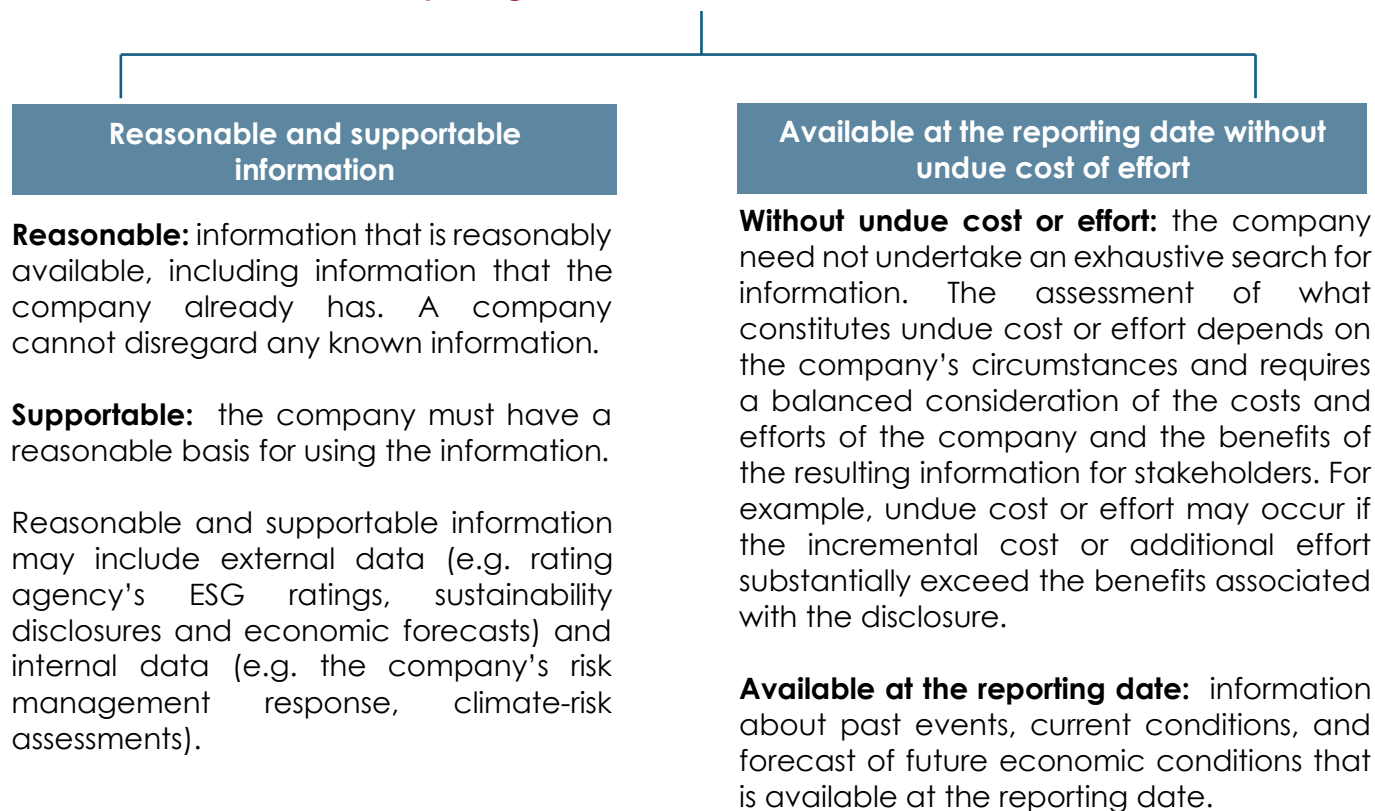 Reasonable and supportable
information
Reasonable: information that is reasonably
available, including information that the
company already has. A company
cannot disregard any known information.
Supportable: the company must have a
reasonable basis for using the information.
Reasonable and supportable information
may include external data (e.g. rating
agency’s ESG ratings, sustainability
disclosures and economic forecasts) and
internal data (e.g. the company’s risk
management response, climate-risk
assessments).
Available at the reporting date without
undue cost of effort
Without undue cost or effort: the company
need not undertake an exhaustive search for
information. The assessment of what
constitutes undue cost or effort depends on
the company’s circumstances and requires
a balanced consideration of the costs and
efforts of the company and the benefits of
the resulting information for stakeholders. For
example, undue cost or effort may occur if
the incremental cost or additional effort
substantially exceed the benefits associated
with the disclosure.
Available at the reporting date: information
about past events, current conditions, and
forecast of future economic conditions that
is available at the reporting date.